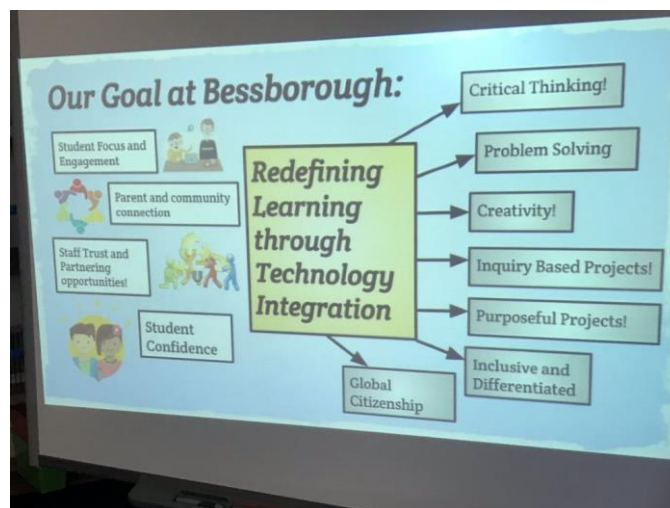 Our Goal at Bessborough:
Student Focus and
Engagement
Parent and community
connection
Staff Trust and
Partnering
opportunities!
Student
Confidence
Redefining
Learning
through
Technology
Integration
Critical Thinking!
Problem Solving
Creativity!
Inquiry Based Projects!
Purposeful Projects!
Inclusive and
Differentiated
Global
Citizenship